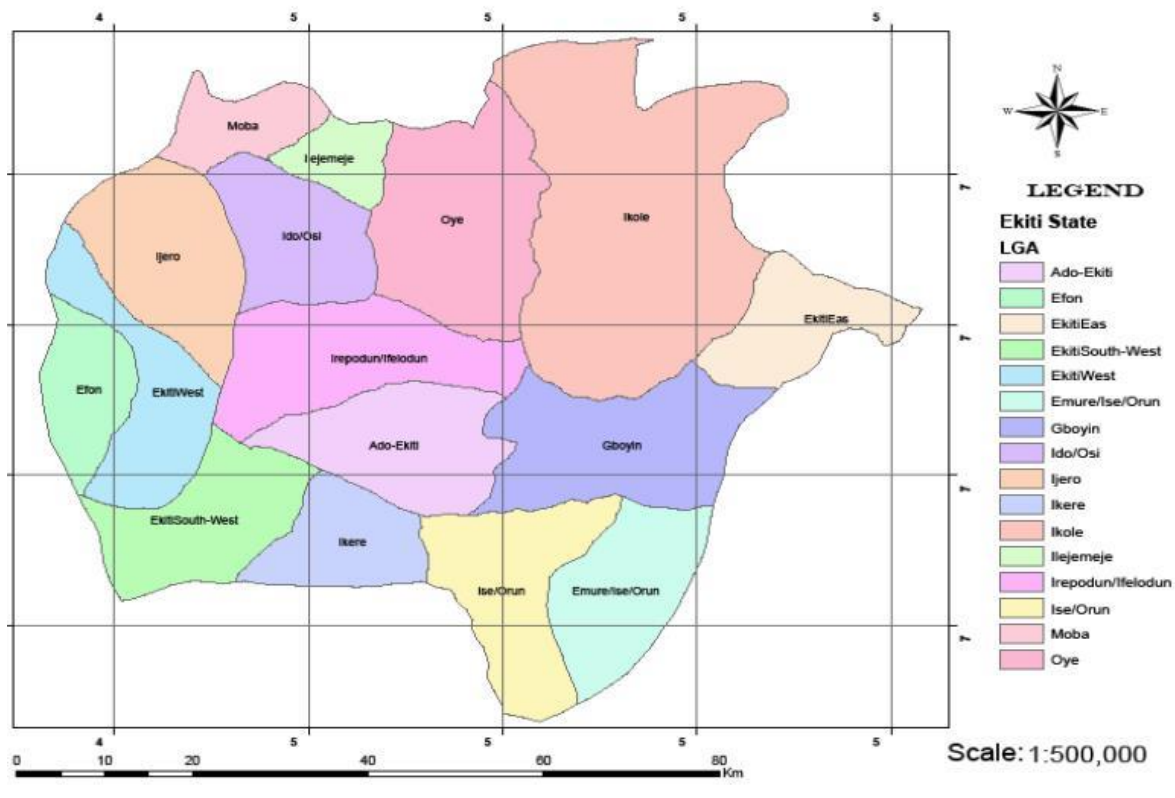 4 5 5 5 5
N
W E
S
Moba
Ilejemeje
Oye
Ikole
Ido/Osi
Ijero
EkitiEas
Irepodun/Ifelodun
Efon
EkitiWest
Ado-Ekiti
Gboyin
EkitiSouth-West
Ikere
Ise/Orun
Emure/Ise/Orun
7
7
7
7
4 5 5 5 5
0 10 20 40 60 80
Km
LEGEND
Ekiti State
LGA
Ado-Ekiti
Efon
EkitiEas
EkitiSouth-West
EkitiWest
Emure/Ise/Orun
Gboyin
Ido/Osi
Ijero
Ikere
Ikole
Ilejemeje
Irepodun/Ifelodun
Ise/Orun
Moba
Oye
Scale: 1:500,000